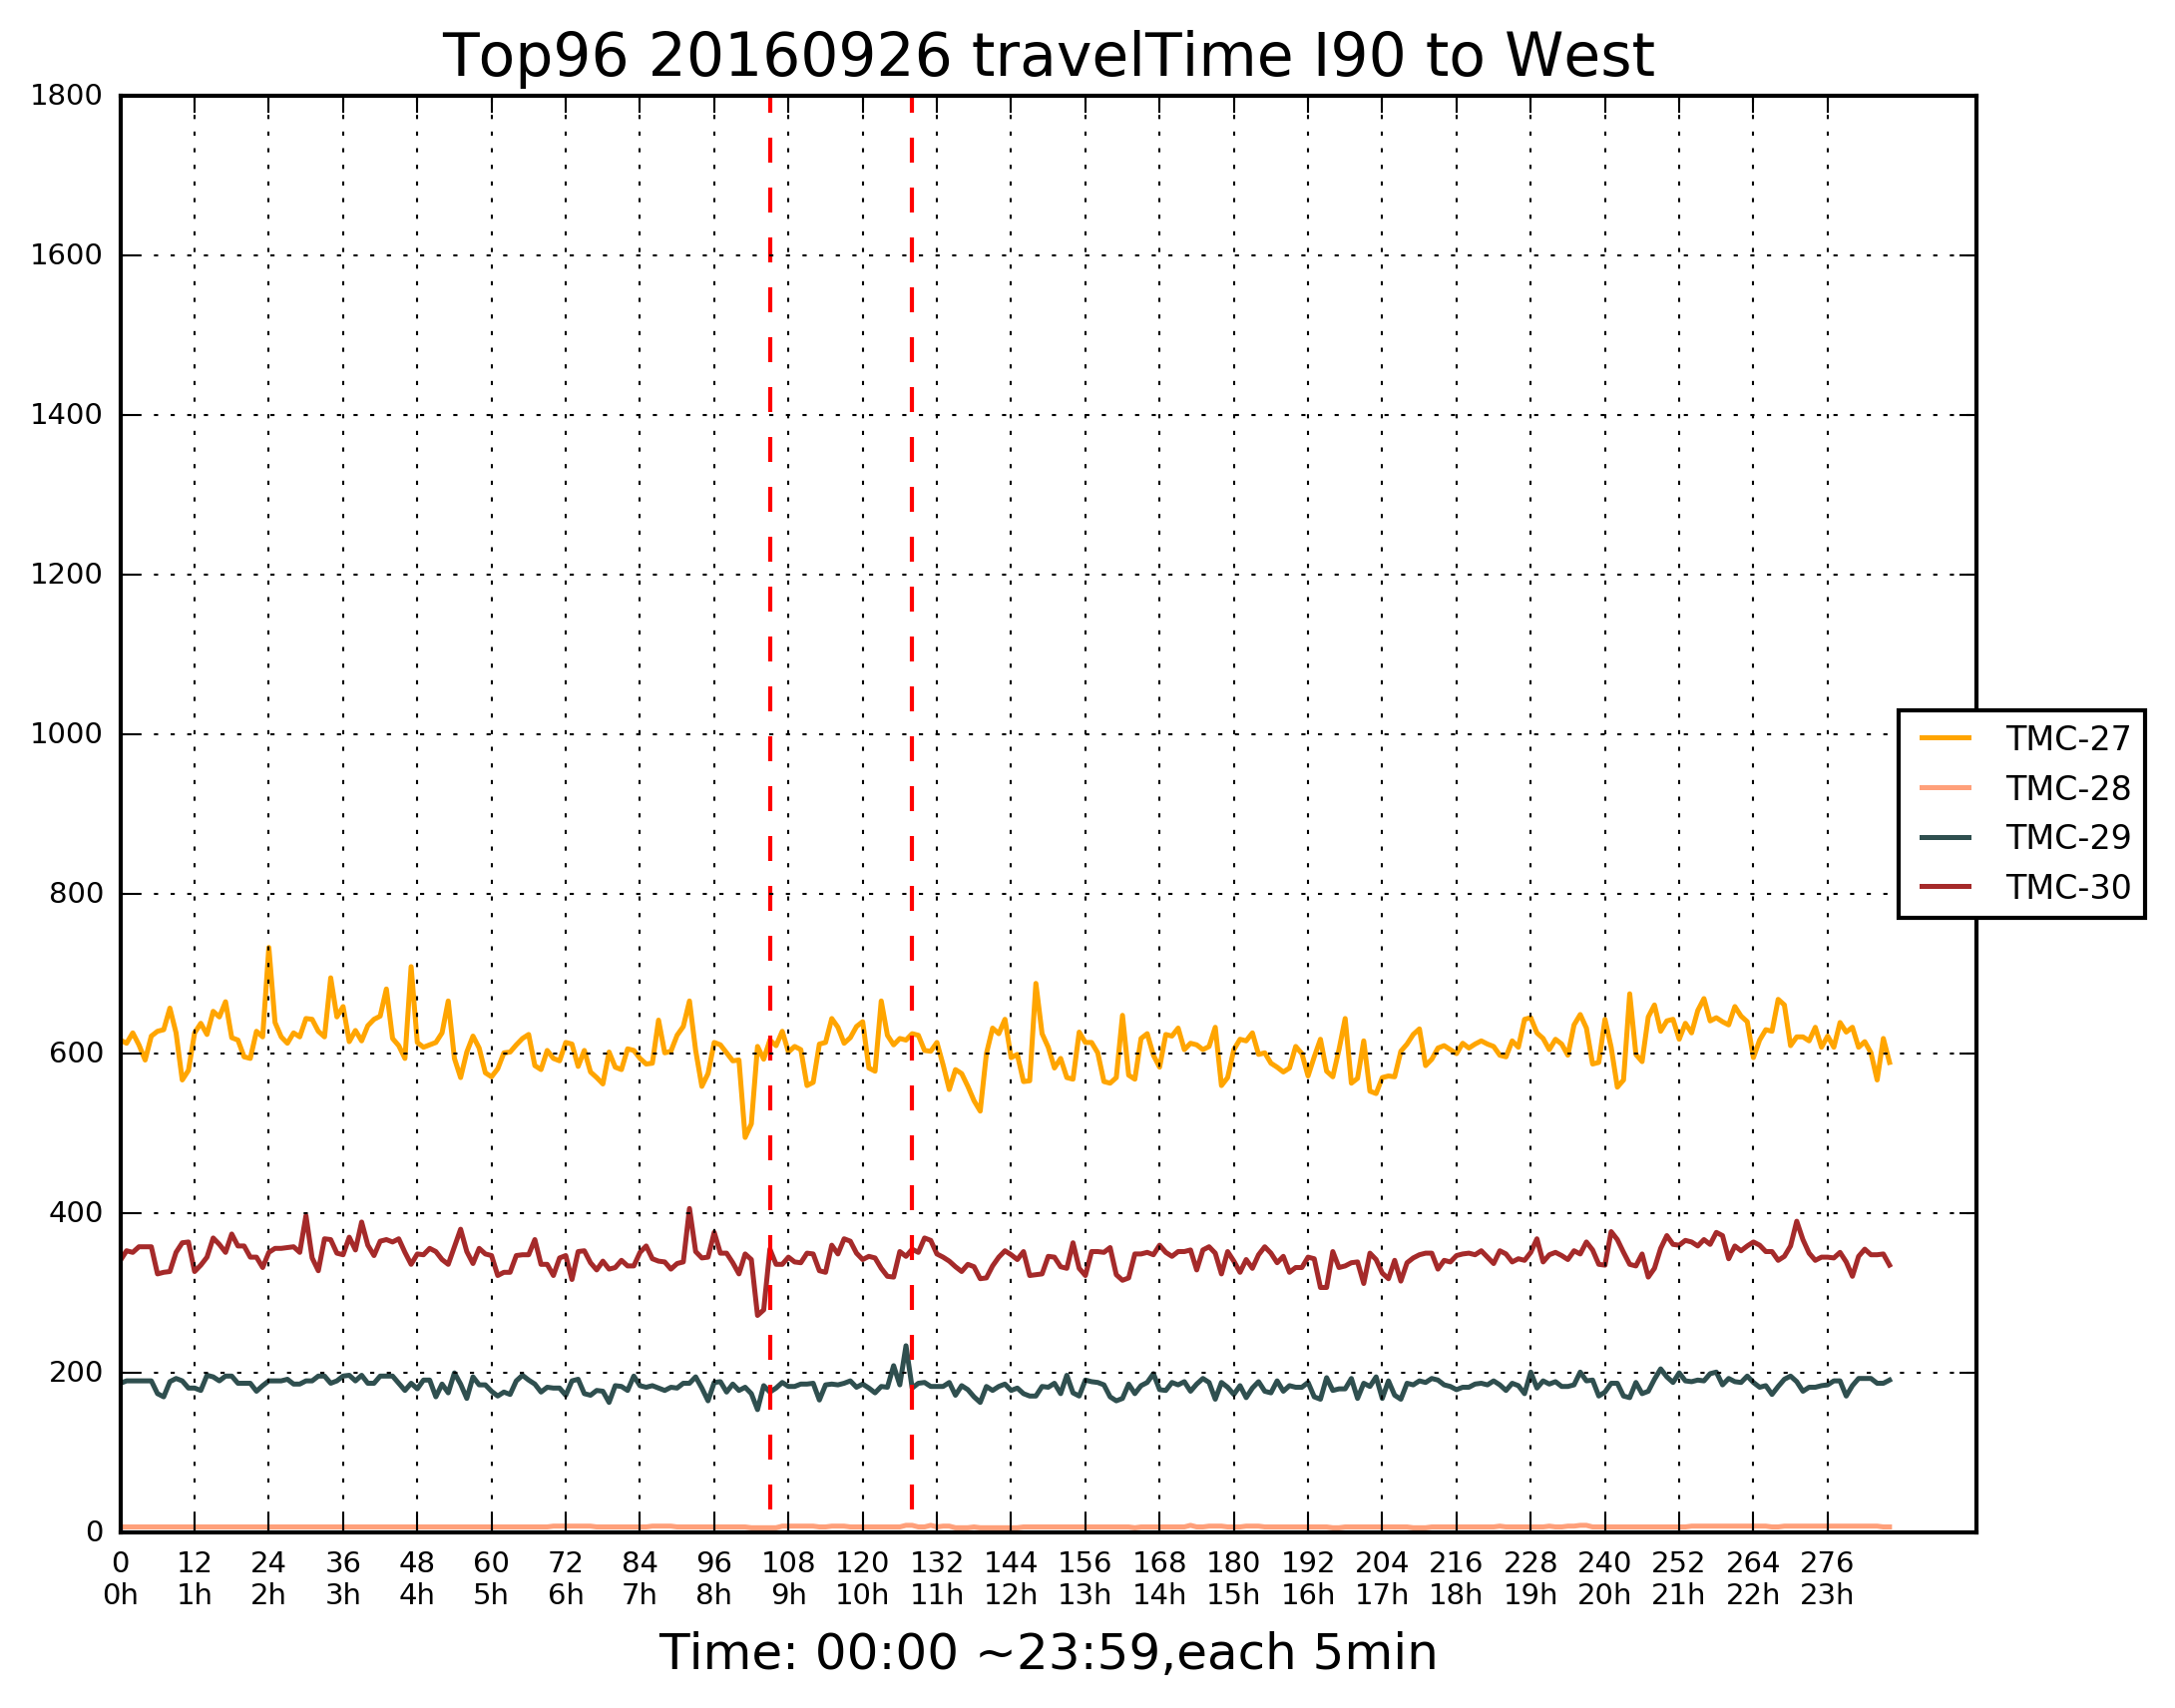 Top96 20160926 travelTime I90 to West
1800
1600
1400
1200
1000
800
600
400
200
0
TMC-27
TMC-28
TMC-29
TMC-30
0 12 24 36 48 60 72 84 96 108 120 132 144 156 168 180 192 204 216 228 240 252 264 276
0h 1h 2h 3h 4h 5h 6h 7h 8h 9h 10h 11h 12h 13h 14h 15h 16h 17h 18h 19h 20h 21h 22h 23h
Time: 00:00 ~23:59,each 5min